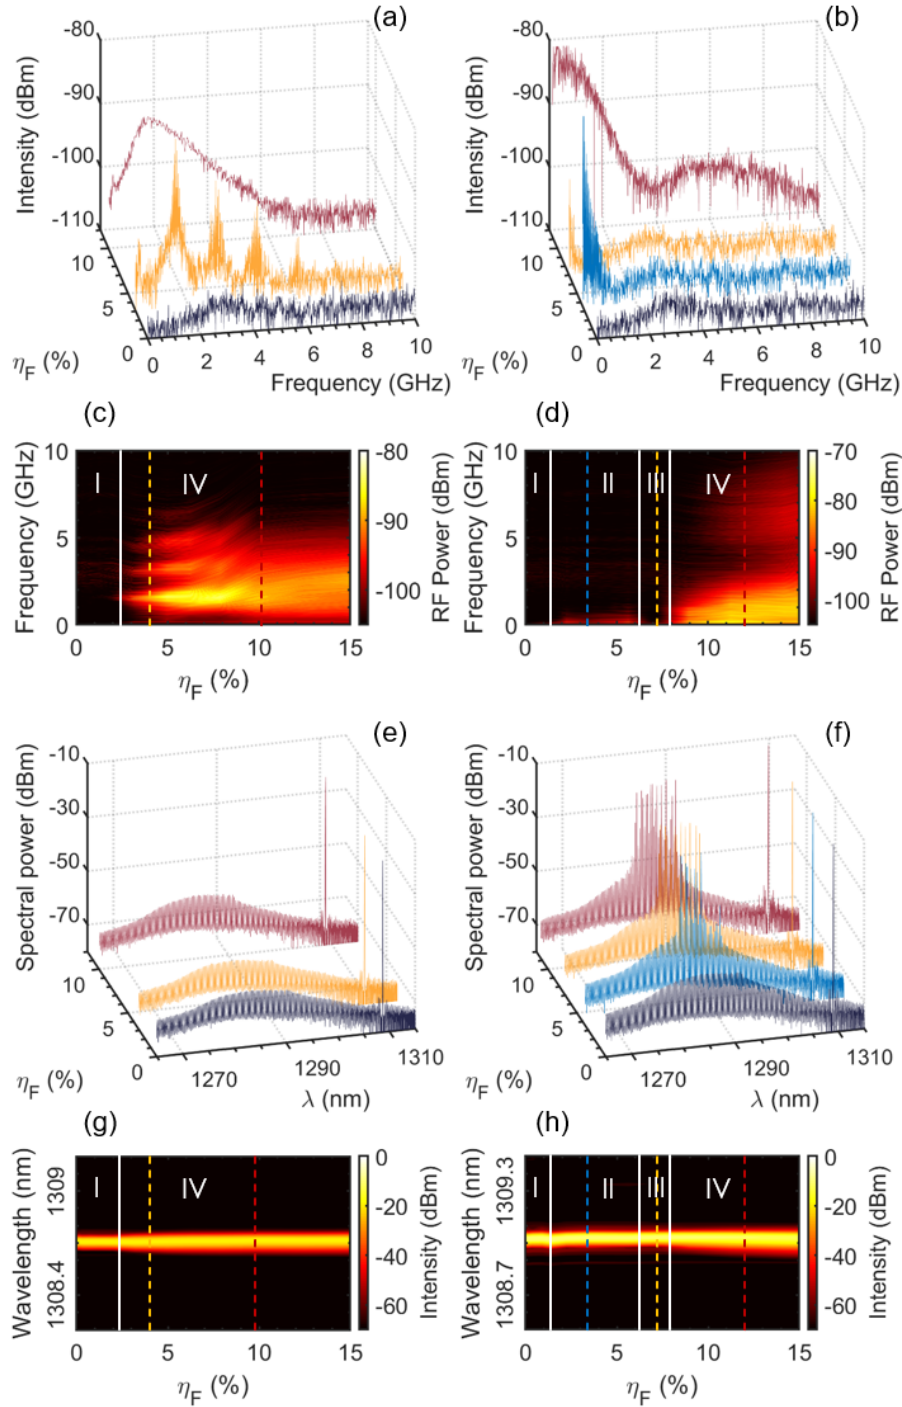 (a)
-80
-90
-100
-110
Intensity (dBm)
10
5
0
η_F (%)
0 2 4 6 8 10
Frequency (GHz)
(b)
-80
-90
-100
-110
Intensity (dBm)
10
5
0
η_F (%)
0 2 4 6 8 10
Frequency (GHz)
(c)
10
5
0
Frequency (GHz)
I IV
0 5 10 15
η_F (%)
-80
-90
-100
RF Power (dBm)
(d)
10
5
0
Frequency (GHz)
I II III IV
0 5 10 15
η_F (%)
-70
-80
-90
-100
RF Power (dBm)
(e)
-10
-30
-50
-70
Spectral power (dBm)
10
5
0
η_F (%)
1270 1290 1310
λ (nm)
(f)
-10
-30
-50
-70
Spectral power (dBm)
10
5
0
η_F (%)
1270 1290 1310
λ (nm)
(g)
1309
1308.4
Wavelength (nm)
I IV
0 5 10 15
η_F (%)
0
-20
-40
-60
Intensity (dBm)
(h)
1309.3
1308.7
Wavelength (nm)
I II III IV
0 5 10 15
η_F (%)
0
-20
-40
-60
Intensity (dBm)